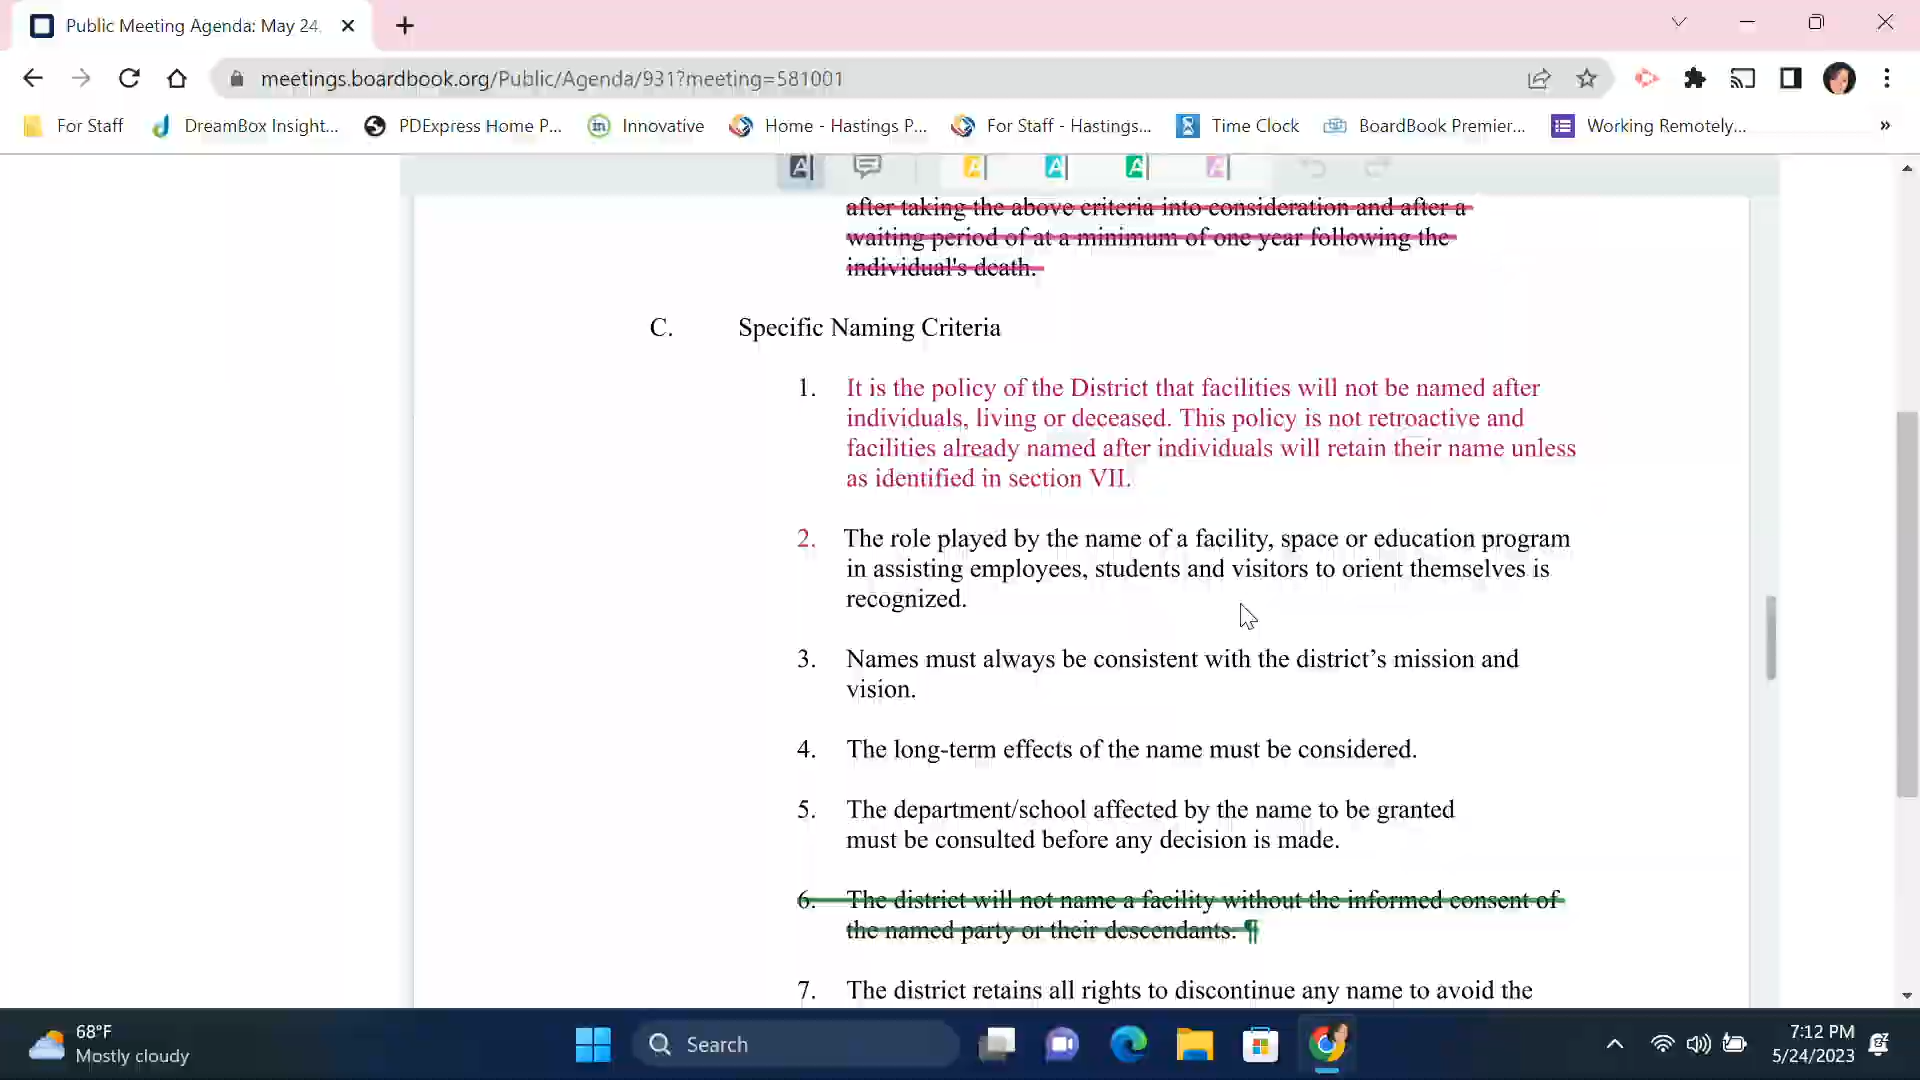 Public Meeting Agenda: May 24,
meetings.boardbook.org/Public/Agenda/931?meeting=581001
For Staff
DreamBox Insight...
PDExpress Home P...
Innovative
Home - Hastings P...
For Staff - Hastings...
Time Clock
BoardBook Premier...
Working Remotely...
»
after taking the above criteria into consideration and after a
waiting period of at a minimum of one year following the
individual's death.
C. Specific Naming Criteria
1. It is the policy of the District that facilities will not be named after
individuals, living or deceased. This policy is not retroactive and
facilities already named after individuals will retain their name unless
as identified in section VII.
2. The role played by the name of a facility, space or education program
in assisting employees, students and visitors to orient themselves is
recognized.
3. Names must always be consistent with the district’s mission and
vision.
4. The long-term effects of the name must be considered.
5. The department/school affected by the name to be granted
must be consulted before any decision is made.
6. The district will not name a facility without the informed consent of
the named party or their descendants. ¶
7. The district retains all rights to discontinue any name to avoid the
68°F
Mostly cloudy
Search
7:12 PM
5/24/2023